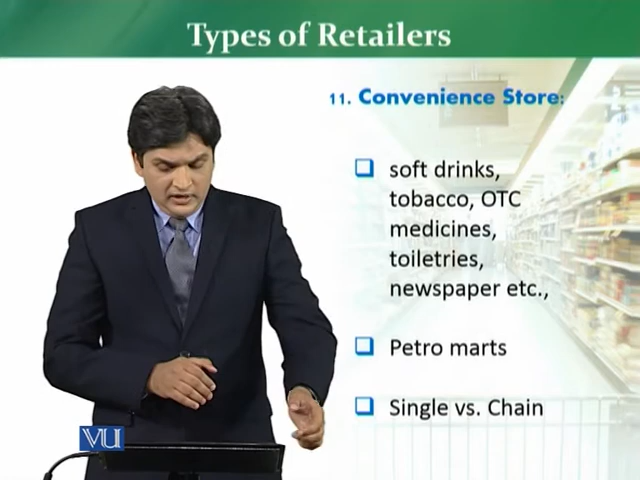 Types of Retailers
11. Convenience Store:
❑ soft drinks,
tobacco, OTC
medicines,
toiletries,
newspaper etc.,
❑ Petro marts
❑ Single vs. Chain
VU